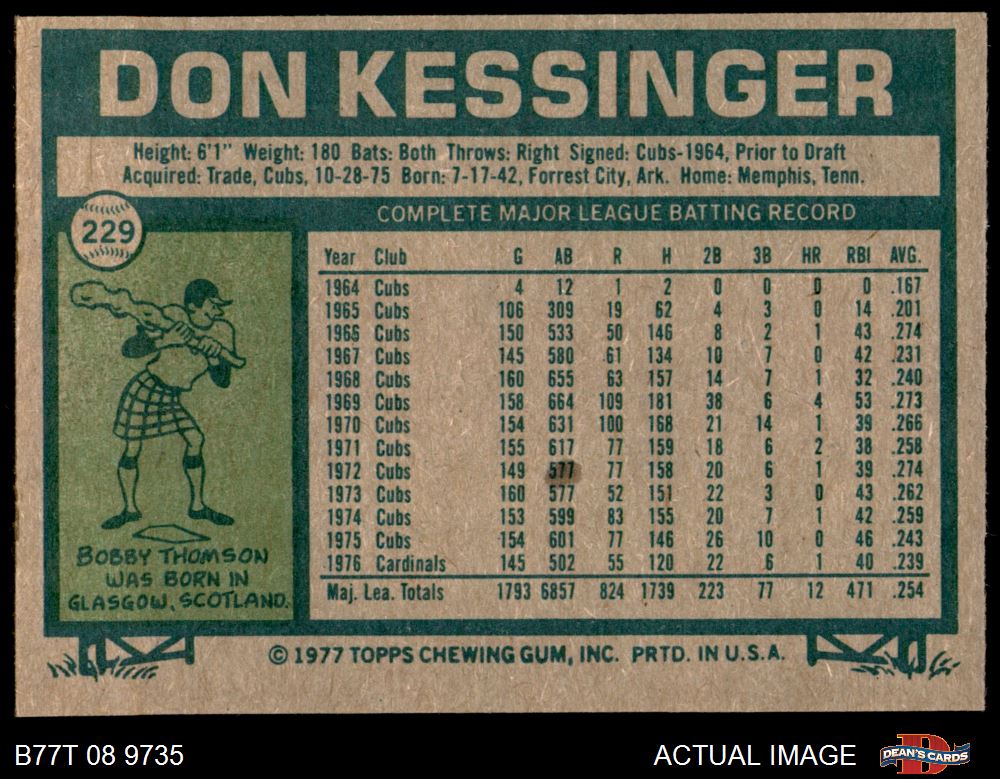 DON KESSINGER
Height: 6'1" Weight: 180 Bats: Both Throws: Right Signed: Cubs-1964, Prior to Draft
Acquired: Trade, Cubs, 10-28-75 Born: 7-17-42, Forrest City, Ark. Home: Memphis, Tenn.
229
COMPLETE MAJOR LEAGUE BATTING RECORD
Year Club G AB R H 2B 3B HR RBI AVG.
1964 Cubs 4 12 1 2 0 0 0 0 .167
1965 Cubs 106 309 19 62 4 3 0 14 .201
1966 Cubs 150 533 50 146 8 2 1 43 .274
1967 Cubs 145 580 61 134 10 7 0 42 .231
1968 Cubs 160 655 63 157 14 7 1 32 .240
1969 Cubs 158 664 109 181 38 6 4 53 .273
1970 Cubs 154 631 100 168 21 14 1 39 .266
1971 Cubs 155 617 77 159 18 6 2 38 .258
1972 Cubs 149 577 77 158 20 6 1 39 .274
1973 Cubs 160 577 52 151 22 3 0 43 .262
1974 Cubs 153 599 83 155 20 7 1 42 .259
1975 Cubs 154 601 77 146 26 10 0 46 .243
1976 Cardinals 145 502 55 120 22 6 1 40 .239
Maj. Lea. Totals 1793 6857 824 1739 223 77 12 471 .254
BOBBY THOMSON
WAS BORN IN
GLASGOW, SCOTLAND.
© 1977 TOPPS CHEWING GUM, INC. PRTD. IN U.S.A.
B77T 08 9735
ACTUAL IMAGE
DEAN'S CARDS